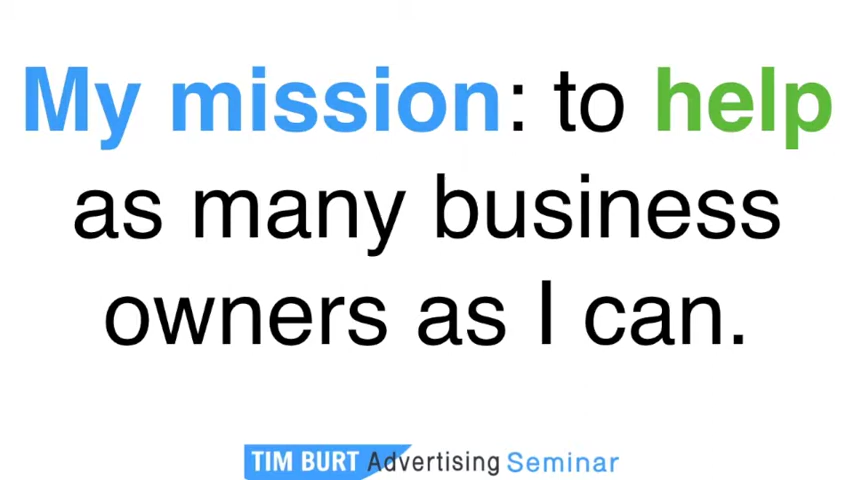 My mission: to help
as many business
owners as I can.
TIM BURT Advertising Seminar